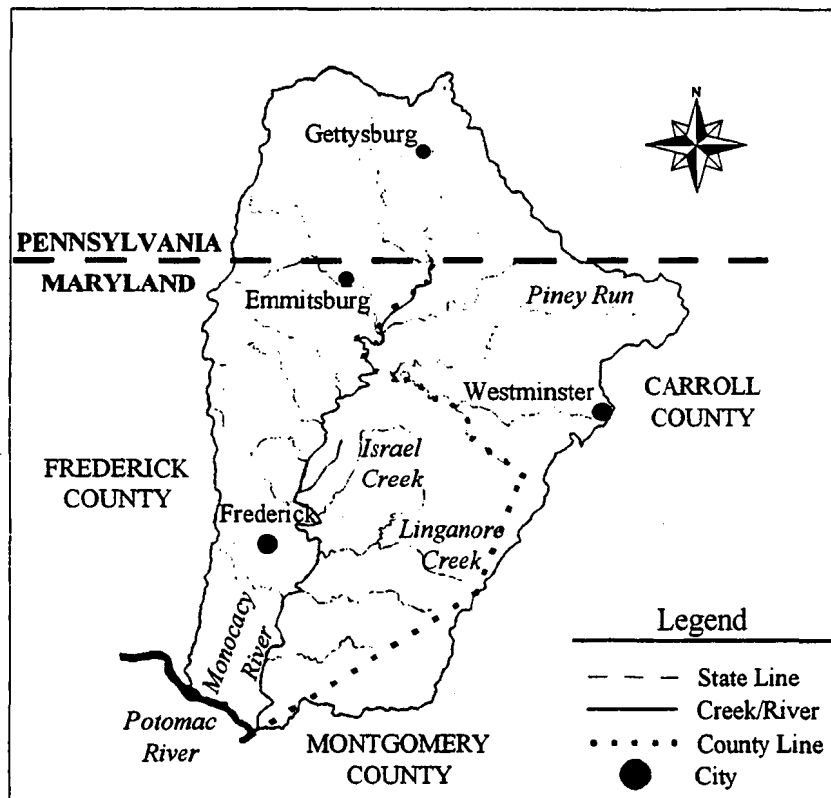 N
Gettysburg
PENNSYLVANIA
MARYLAND
Emmitsburg
Piney Run
Westminster
CARROLL
COUNTY
Israel
Creek
FREDERICK
COUNTY
Frederick
Linganore
Creek
Monocacy
River
Potomac
River
MONTGOMERY
COUNTY
Legend
State Line
Creek/River
County Line
City